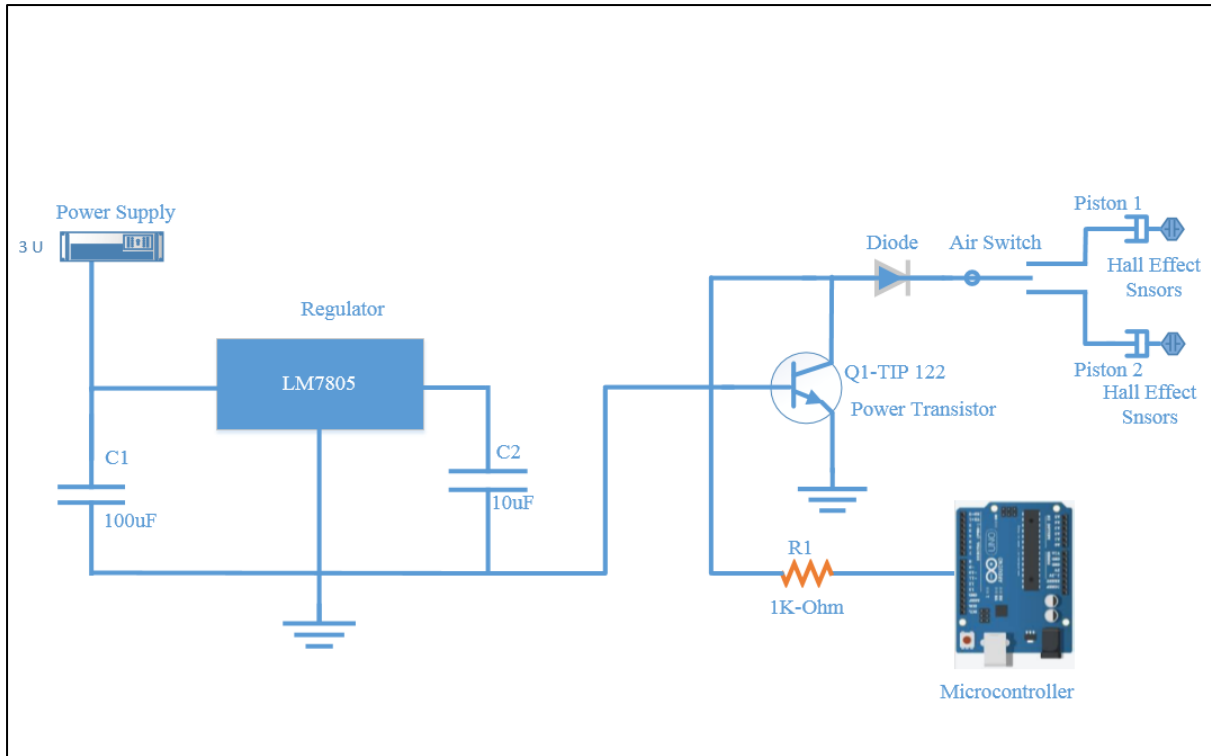 Power Supply
3 U
Regulator
LM7805
C1
100uF
C2
10uF
Diode
Air Switch
Piston 1
Hall Effect
Snsors
Piston 2
Hall Effect
Snsors
Q1-TIP 122
Power Transistor
R1
1K-Ohm
UNO
Microcontroller